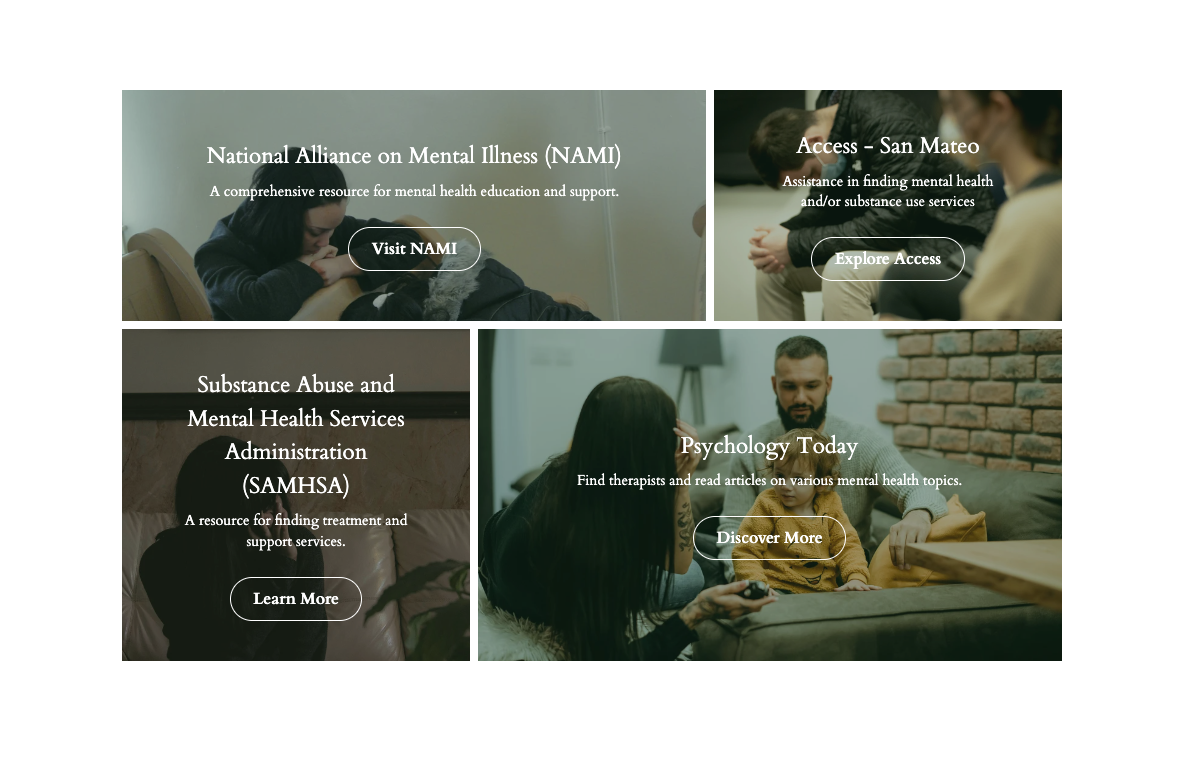 National Alliance on Mental Illness (NAMI)
A comprehensive resource for mental health education and support.
Visit NAMI
Access – San Mateo
Assistance in finding mental health
and/or substance use services
Explore Access
Substance Abuse and
Mental Health Services
Administration
(SAMHSA)
A resource for finding treatment and
support services.
Learn More
Psychology Today
Find therapists and read articles on various mental health topics.
Discover More